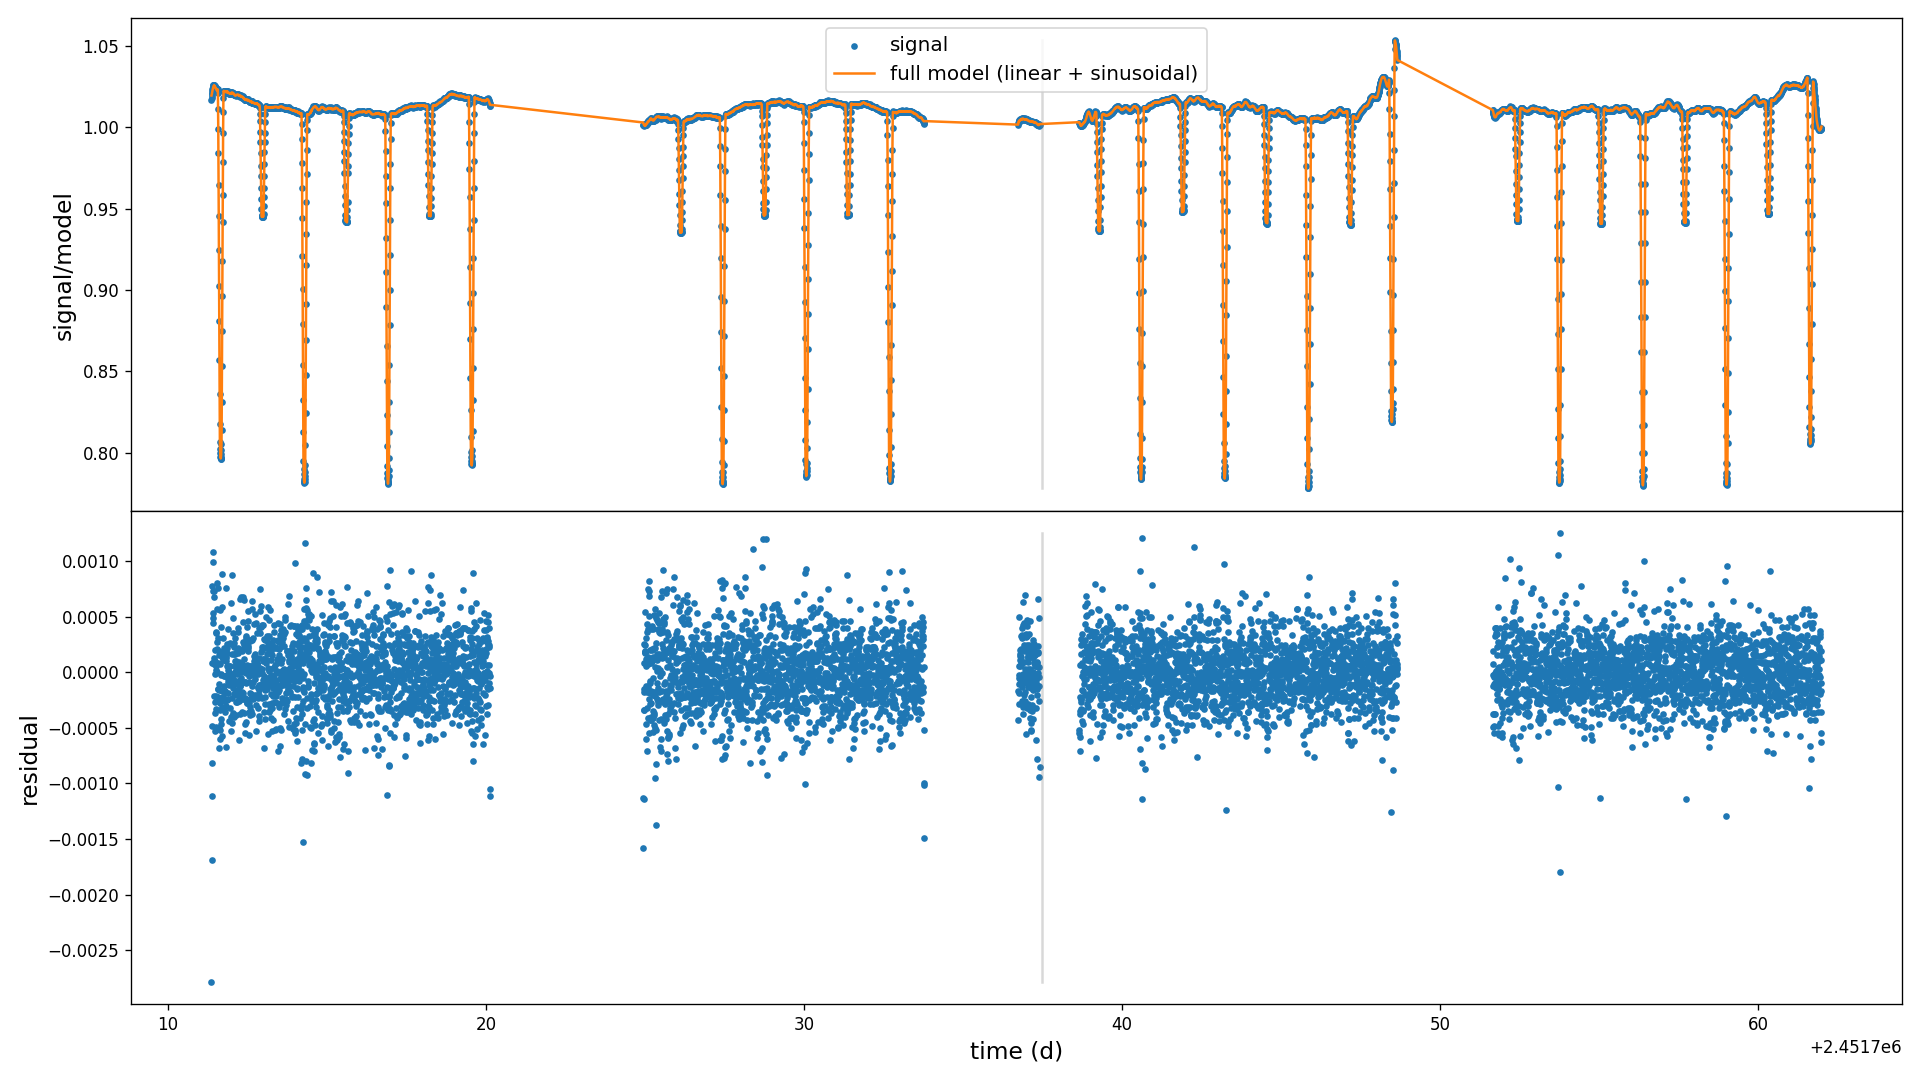 signal
full model (linear + sinusoidal)
1.05
1.00
0.95
0.90
0.85
0.80
signal/model
0.0010
0.0005
0.0000
−0.0005
−0.0010
−0.0015
−0.0020
−0.0025
residual
10 20 30 40 50 60
time (d)
+2.4517e6